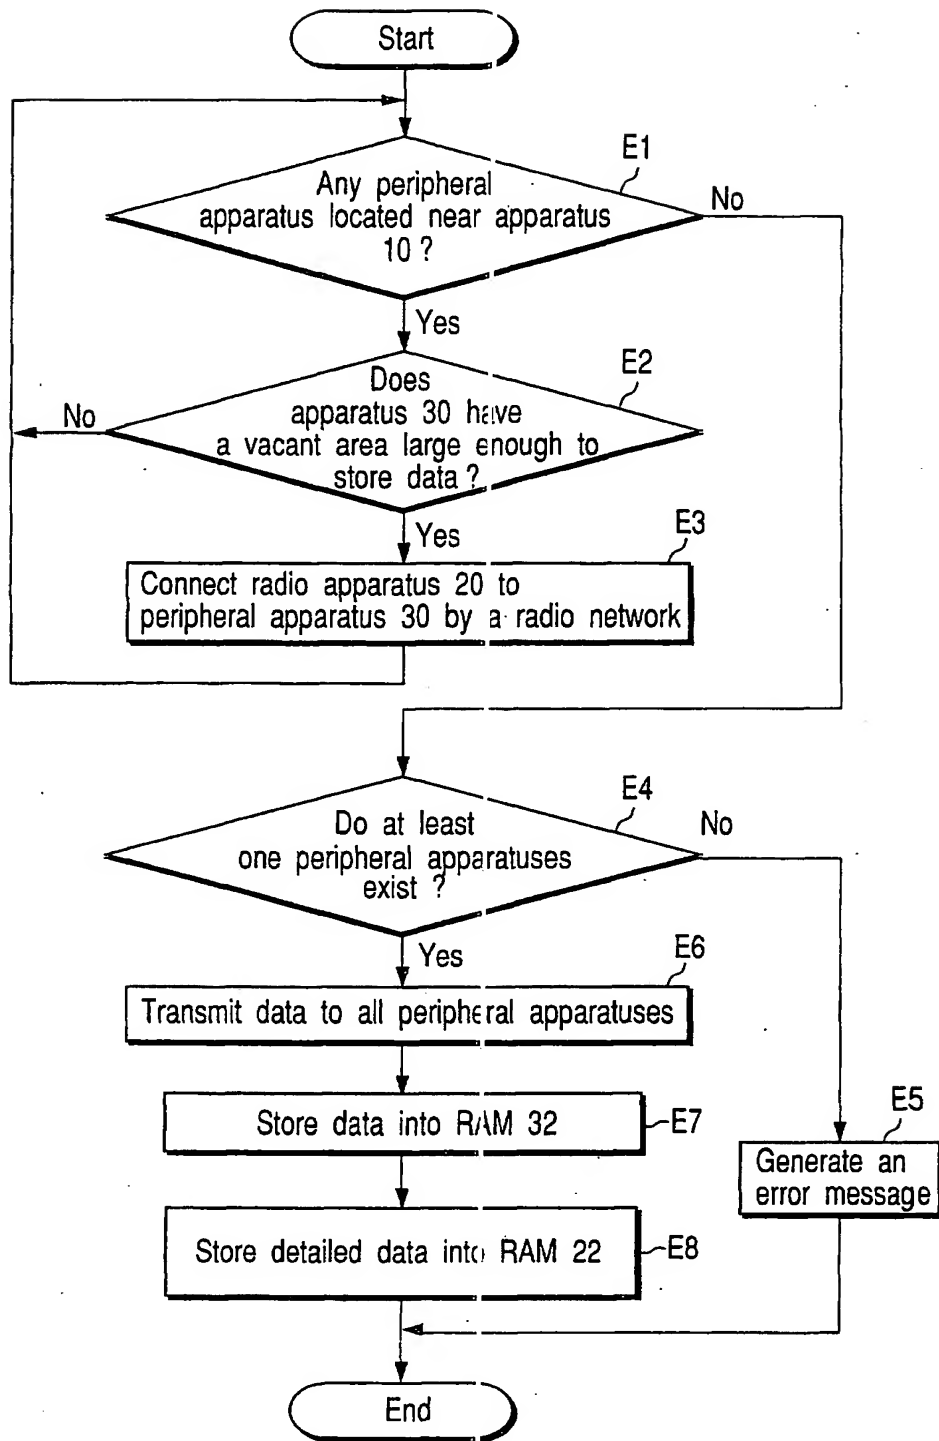 Start
E1
Any peripheral
apparatus located near apparatus
10 ?
No
Yes
E2
Does
apparatus 30 have
a vacant area large enough to
store data ?
No
Yes
E3
Connect radio apparatus 20 to
peripheral apparatus 30 by a radio network
E4
Do at least
one peripheral apparatuses
exist ?
No
Yes
E6
Transmit data to all peripheral apparatuses
Store data into RAM 32
E7
E5
Generate an
error message
Store detailed data into RAM 22
E8
End